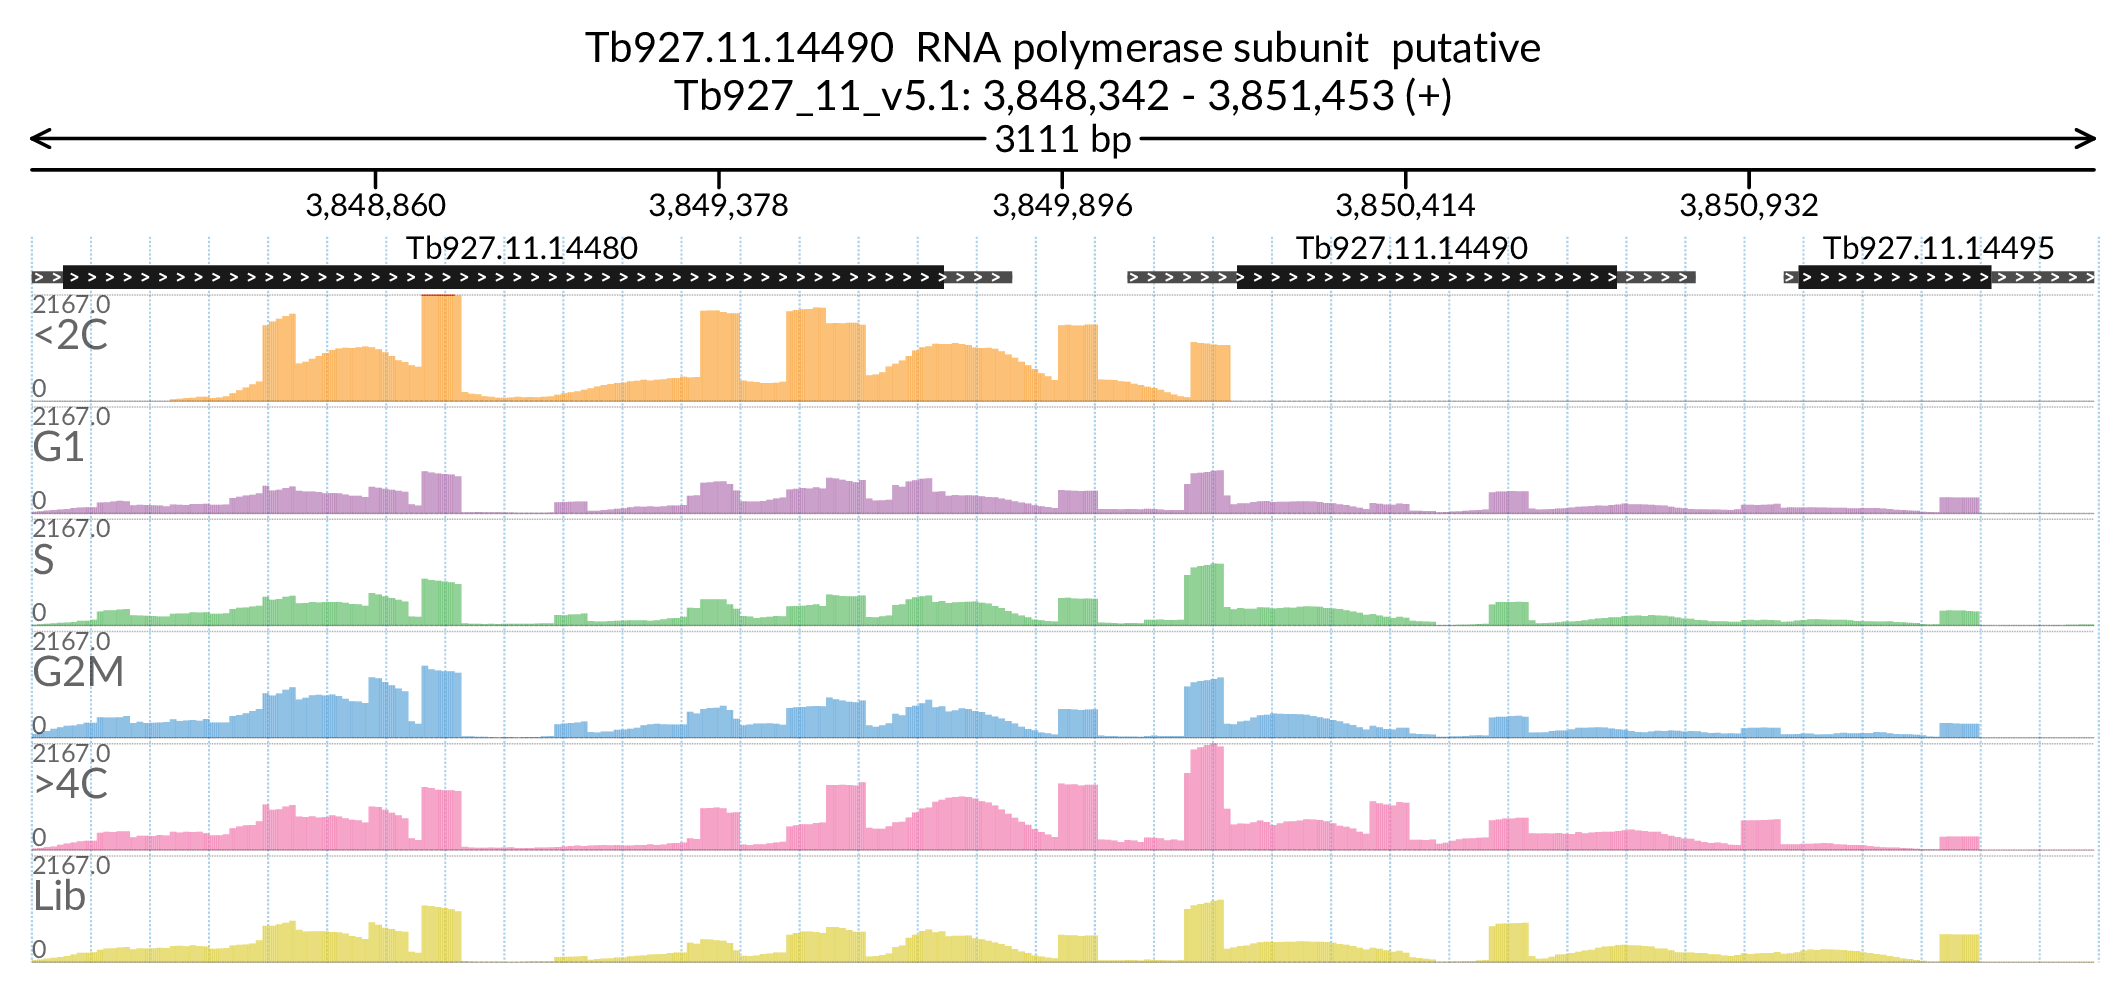 Tb927.11.14490  RNA polymerase subunit  putative
Tb927_11_v5.1: 3,848,342 - 3,851,453 (+)
3111 bp
3,848,860 3,849,378 3,849,896 3,850,414 3,850,932
Tb927.11.14480 Tb927.11.14490 Tb927.11.14495
2167.0
<2C
0
2167.0
G1
0
2167.0
S
0
2167.0
G2M
0
2167.0
>4C
0
2167.0
Lib
0